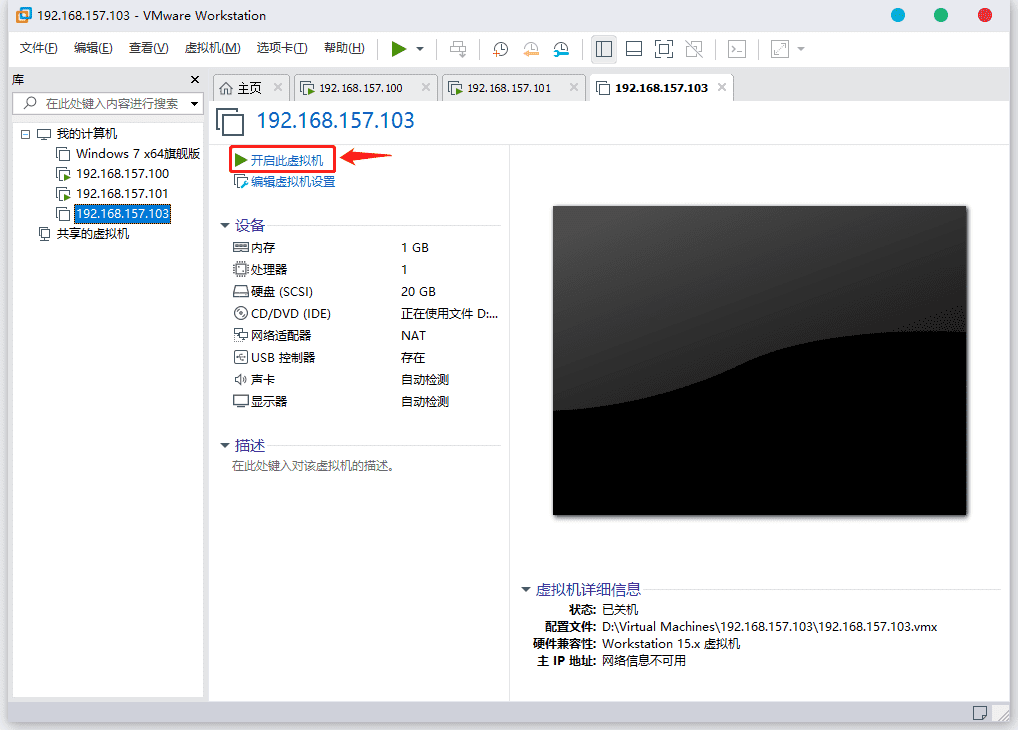 192.168.157.103 - VMware Workstation
文件(F) 编辑(E) 查看(V) 虚拟机(M) 选项卡(T) 帮助(H)
库
在此处键入内容进行搜索
主页 192.168.157.100 192.168.157.101 192.168.157.103
我的计算机
Windows 7 x64旗舰版
192.168.157.100
192.168.157.101
192.168.157.103
共享的虚拟机
192.168.157.103
开启此虚拟机
编辑虚拟机设置
设备
内存 1 GB
处理器 1
硬盘 (SCSI) 20 GB
CD/DVD (IDE) 正在使用文件 D:...
网络适配器 NAT
USB 控制器 存在
声卡 自动检测
显示器 自动检测
描述
在此处键入对该虚拟机的描述。
虚拟机详细信息
状态: 已关机
配置文件: D:\Virtual Machines\192.168.157.103\192.168.157.103.vmx
硬件兼容性: Workstation 15.x 虚拟机
主 IP 地址: 网络信息不可用